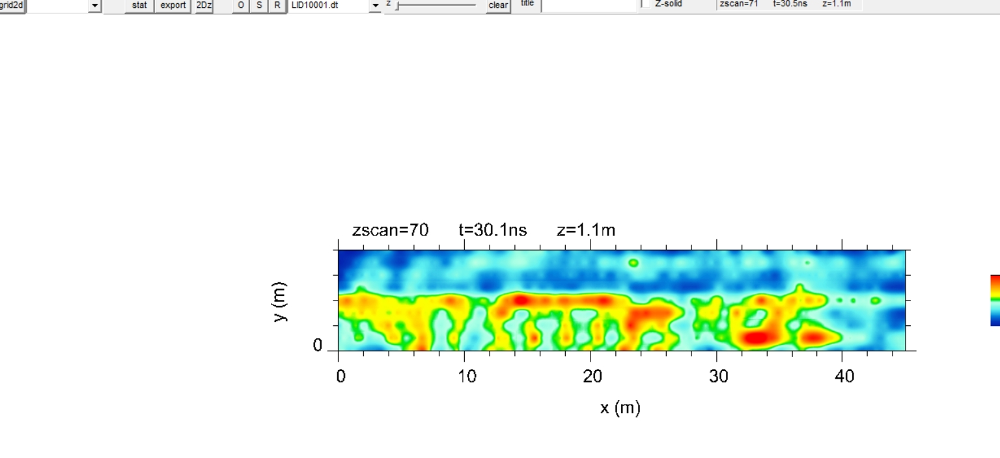 grid2d stat export 2Dz O S R LID10001.dt z clear title Z-solid zscan=71 t=30.5ns z=1.1m
zscan=70 t=30.1ns z=1.1m
y (m)
0
0 10 20 30 40
x (m)